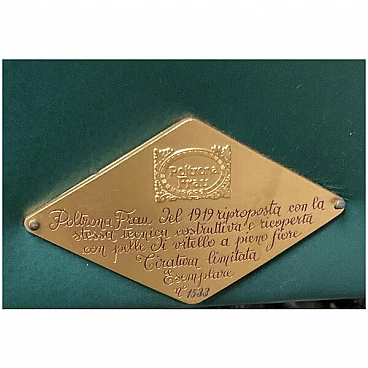 Poltrona
Frau
Poltrona Frau del 1919 riproposta con la
stessa tecnica costruttiva e ricoperta
con pelle di vitello a pieno fiore
Tiratura limitata
Esemplare
n° 1533